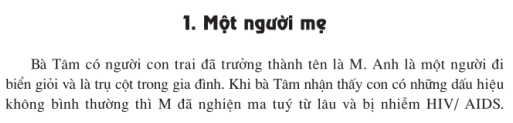 1. Một người mẹ
Bà Tâm có người con trai đã trưởng thành tên là M. Anh là một người đi
biển giỏi và là trụ cột trong gia đình. Khi bà Tâm nhận thấy con có những dấu hiệu
không bình thường thì M đã nghiện ma tuý từ lâu và bị nhiễm HIV/ AIDS.